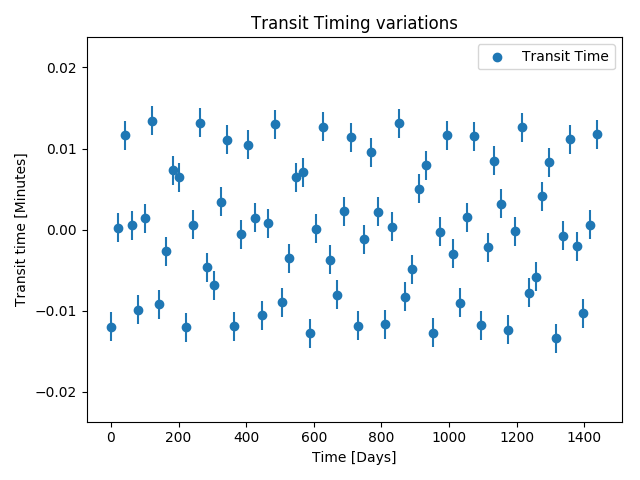 Transit Timing variations
Transit Time
Transit time [Minutes]
0.02
0.01
0.00
−0.01
−0.02
0 200 400 600 800 1000 1200 1400
Time [Days]